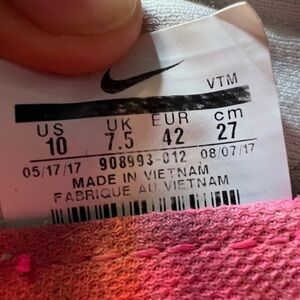 VTM
US UK EUR cm
10 7.5 42 27
05/17/17 908993-012 08/07/17
MADE IN VIETNAM
FABRIQUE AU VIETNAM